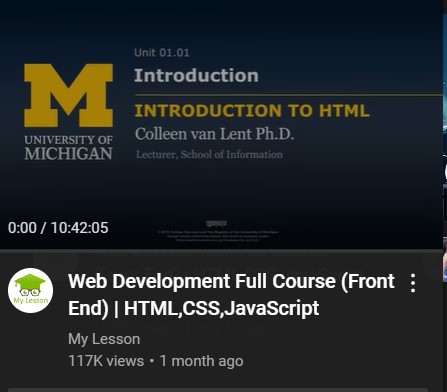 Unit 01.01
Introduction
INTRODUCTION TO HTML
Colleen van Lent Ph.D.
Lecturer, School of Information
M
UNIVERSITY OF
MICHIGAN
0:00 / 10:42:05
Web Development Full Course (Front
End) | HTML,CSS,JavaScript
My Lesson
My Lesson
117K views • 1 month ago